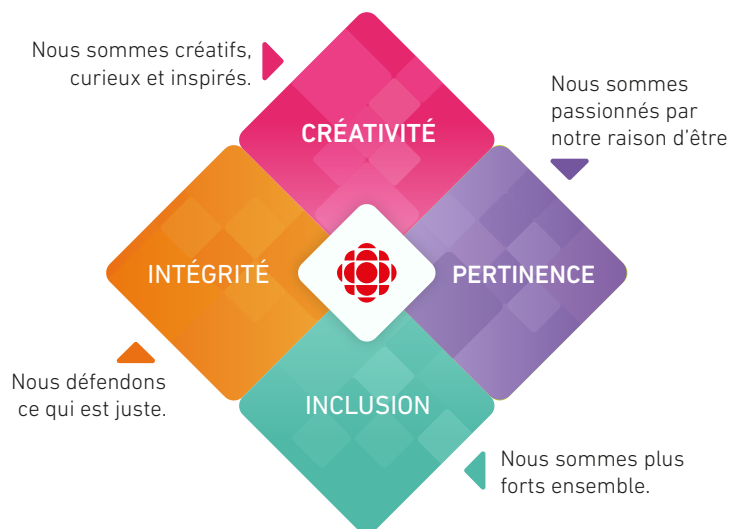 Nous sommes créatifs,
curieux et inspirés.
CRÉATIVITÉ
Nous sommes
passionnés par
notre raison d’être
INTÉGRITÉ
PERTINENCE
Nous défendons
ce qui est juste.
INCLUSION
Nous sommes plus
forts ensemble.